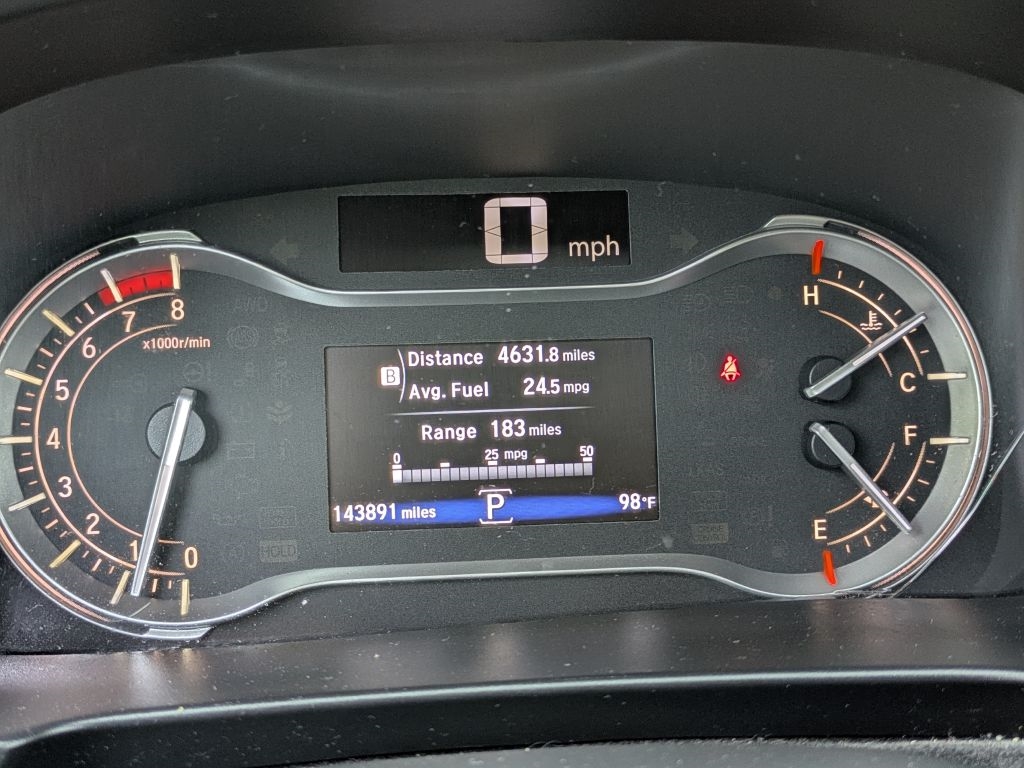 0 mph
8
7
6
x1000r/min
5
4
3
2
1
0
B
Distance 4631.8 miles
Avg. Fuel 24.5 mpg
Range 183 miles
0 25 mpg 50
143891 miles P 98°F
HOLD
H
C
F
E